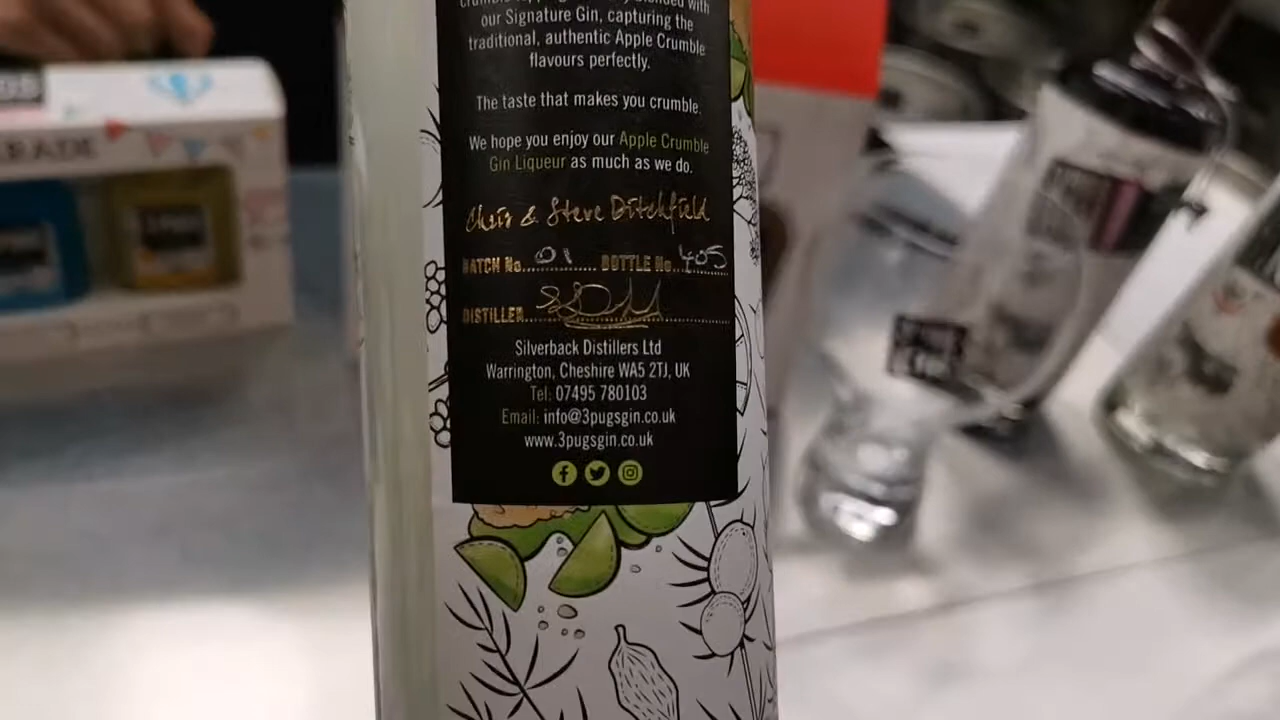 our Signature Gin, capturing the
traditional, authentic Apple Crumble
flavours perfectly.
The taste that makes you crumble.
We hope you enjoy our Apple Crumble
Gin Liqueur as much as we do.
Chris & Steve Ditchfield
BATCH No. 01 BOTTLE No. 405
DISTILLER
Silverback Distillers Ltd
Warrington, Cheshire WA5 2TJ, UK
Tel: 07495 780103
Email: info@3pugsgin.co.uk
www.3pugsgin.co.uk